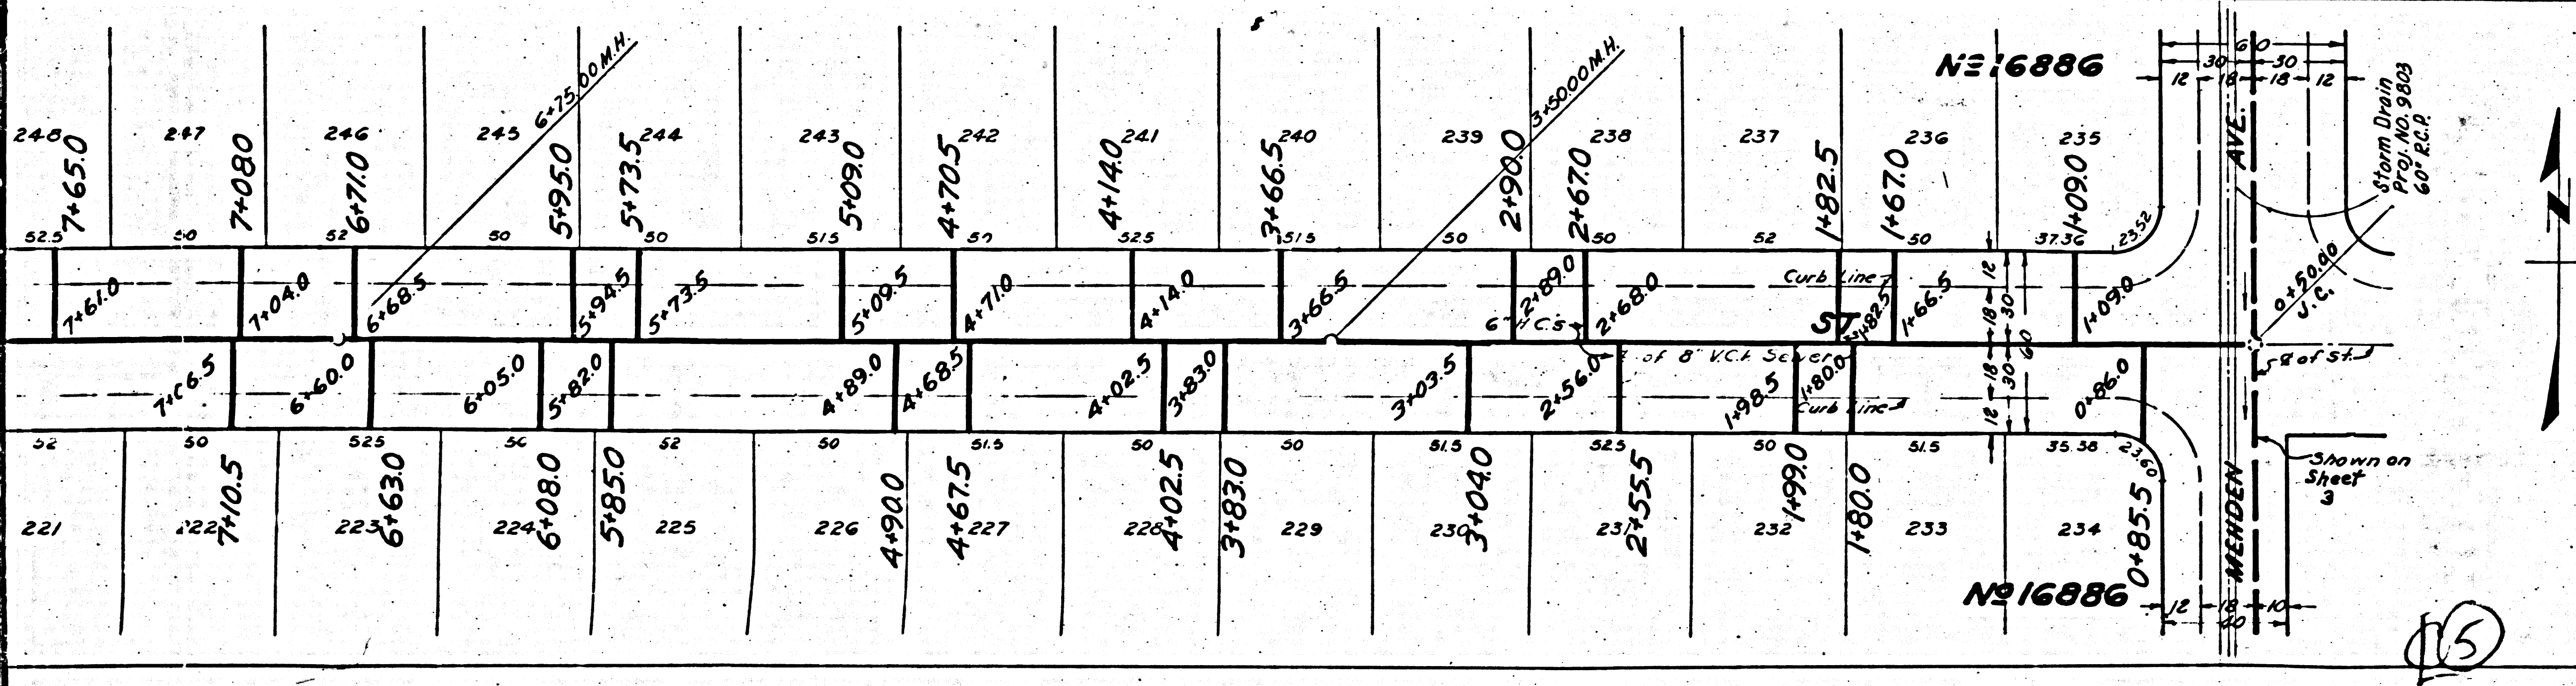 NO 16886
60
30 30
12 18 18 12
AVE.
Storm Drain
Proj. NO. 9803
60" R.C.P.
6+75.00 M.H.
3+50.00 M.H.
248 247 246 245 244 243 242 241 240 239 238 237 236 235
7+65.0 7+08.0 6+71.0 5+95.0 5+73.5 5+09.0 4+70.5 4+14.0 3+66.5 2+90.0 2+67.0 1+82.5 1+67.0 1+09.0
52.5 50 52 50 50 51.5 52.5 51.5 50 50 52 50 37.36 23.52
7+61.0 7+04.0 6+68.5 5+94.5 5+73.5 5+09.5 4+71.0 4+14.0 3+66.5 2+89.0 2+68.0 1+82.5 1+66.5 1+09.0
Curb Line
6" H.C.'s
ST.
12 18 30
60
0+50.00
J.C.
of 8" V.C.P. Sewer
℄ of St.
7+06.5 6+60.0 6+05.0 5+82.0 4+89.0 4+68.5 4+02.5 3+83.0 3+03.5 2+56.0 1+98.5 1+80.0 0+86.0
Curb Line
12 18 30
52 50 52.5 52 50 51.5 50 50 51.5 52.5 50 51.5 35.38 23.60
7+10.5 6+63.0 6+08.0 5+85.0 4+90.0 4+67.5 4+02.5 3+83.0 3+04.0 2+55.5 1+99.0 1+80.0 0+85.5
221 222 223 224 225 226 227 228 229 230 231 232 233 234
MENDEN
Shown on
Sheet
3
No 16886
12 18 10
40
N
5